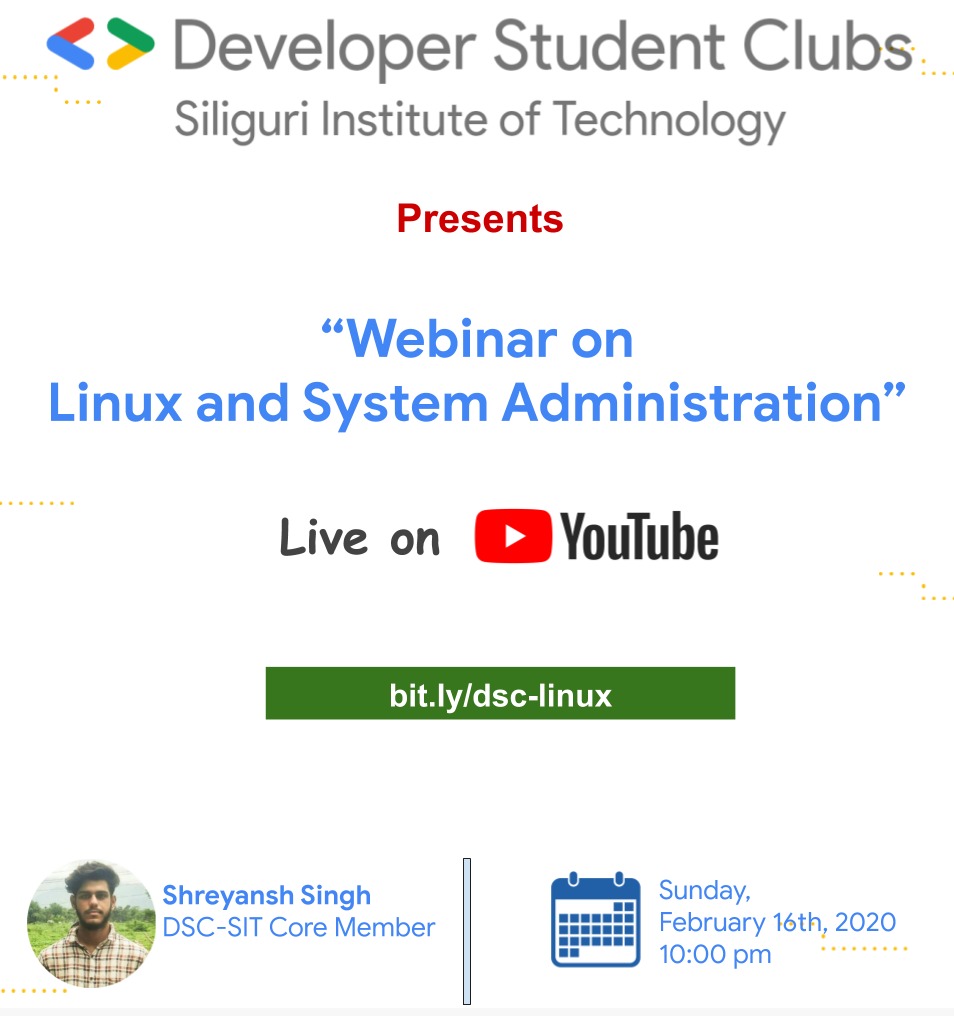 Developer Student Clubs
Siliguri Institute of Technology
Presents
“Webinar on
Linux and System Administration”
Live on YouTube
bit.ly/dsc-linux
Shreyansh Singh
DSC-SIT Core Member
Sunday,
February 16th, 2020
10:00 pm